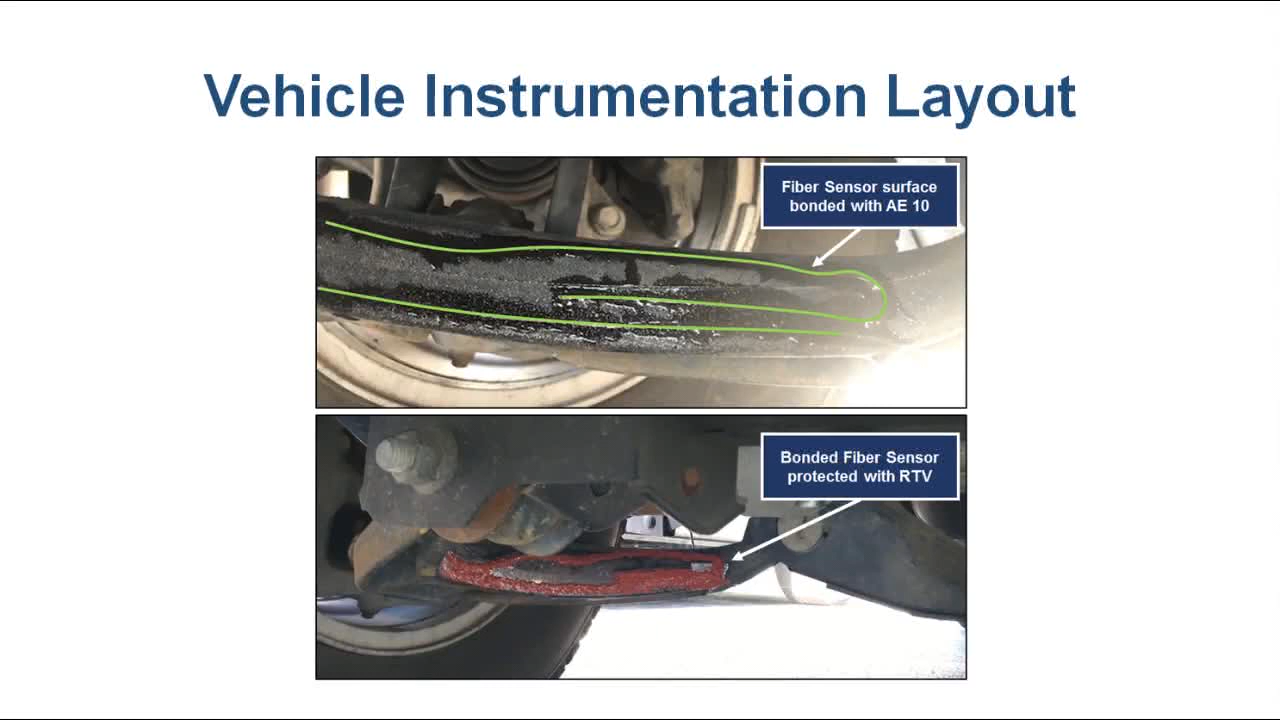 Vehicle Instrumentation Layout
Fiber Sensor surface
bonded with AE 10
Bonded Fiber Sensor
protected with RTV